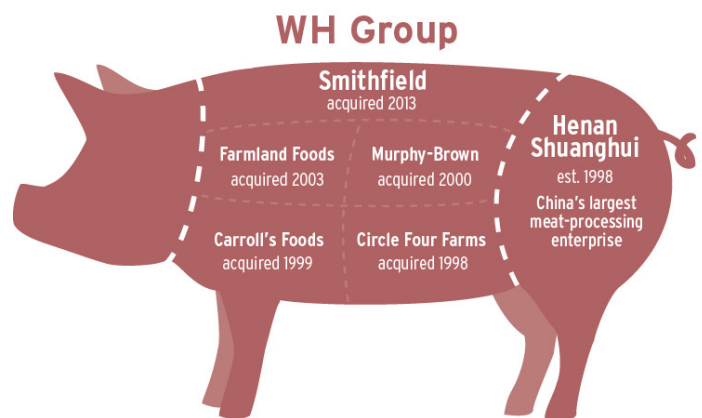 WH Group
Smithfield
acquired 2013
Farmland Foods
acquired 2003
Murphy-Brown
acquired 2000
Carroll's Foods
acquired 1999
Circle Four Farms
acquired 1998
Henan
Shuanghui
est. 1998
China's largest
meat-processing
enterprise